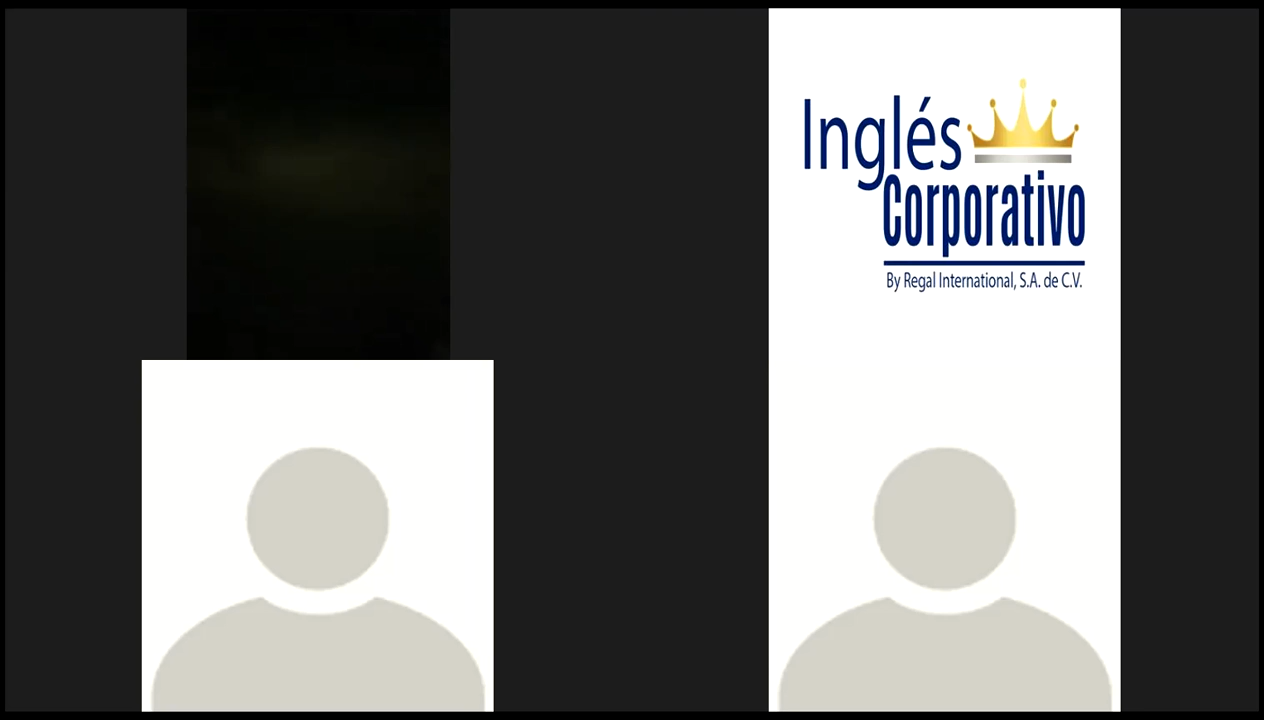 Inglés
Corporativo
By Regal International, S.A. de C.V.